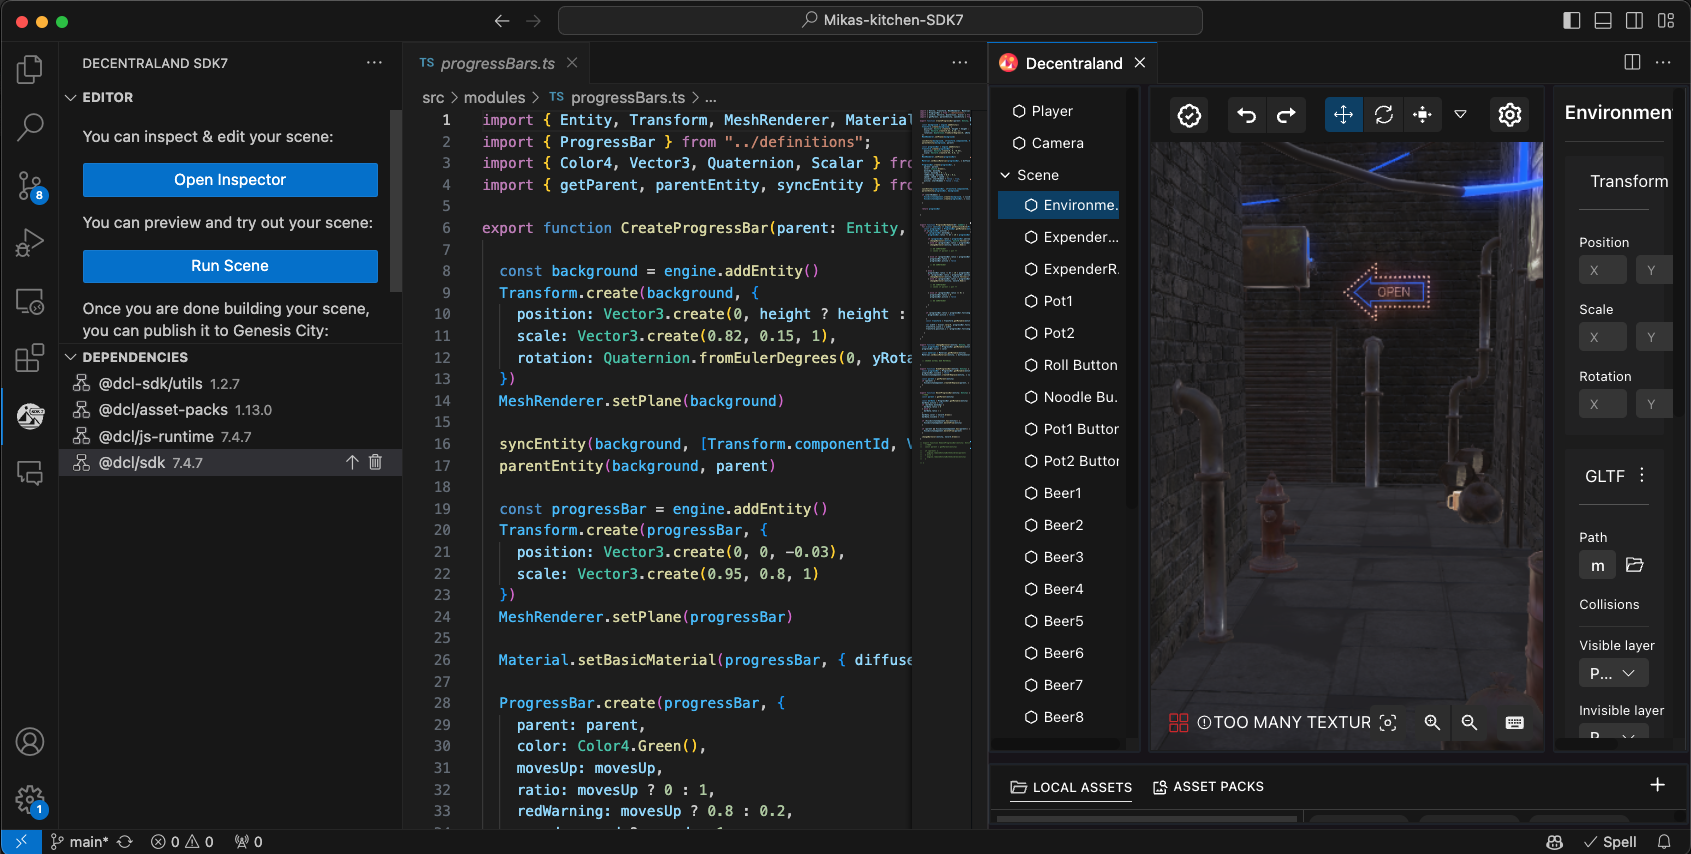 Mikas-kitchen-SDK7
DECENTRALAND SDK7
EDITOR
You can inspect & edit your scene:
Open Inspector
You can preview and try out your scene:
Run Scene
Once you are done building your scene,
you can publish it to Genesis City:
DEPENDENCIES
@dcl-sdk/utils 1.2.7
@dcl/asset-packs 1.13.0
@dcl/js-runtime 7.4.7
@dcl/sdk 7.4.7
8
1
TS progressBars.ts
src > modules > TS progressBars.ts > ...
1 import { Entity, Transform, MeshRenderer, Material
2 import { ProgressBar } from "../definitions";
3 import { Color4, Vector3, Quaternion, Scalar } fro
4 import { getParent, parentEntity, syncEntity } fro
5
6 export function CreateProgressBar(parent: Entity,
7
8 const background = engine.addEntity()
9 Transform.create(background, {
10 position: Vector3.create(0, height ? height :
11 scale: Vector3.create(0.82, 0.15, 1),
12 rotation: Quaternion.fromEulerDegrees(0, yRota
13 })
14 MeshRenderer.setPlane(background)
15
16 syncEntity(background, [Transform.componentId, V
17 parentEntity(background, parent)
18
19 const progressBar = engine.addEntity()
20 Transform.create(progressBar, {
21 position: Vector3.create(0, 0, -0.03),
22 scale: Vector3.create(0.95, 0.8, 1)
23 })
24 MeshRenderer.setPlane(progressBar)
25
26 Material.setBasicMaterial(progressBar, { diffuse
27
28 ProgressBar.create(progressBar, {
29 parent: parent,
30 color: Color4.Green(),
31 movesUp: movesUp,
32 ratio: movesUp ? 0 : 1,
33 redWarning: movesUp ? 0.8 : 0.2,
Decentraland
Player
Camera
Scene
Environme.
Expender...
ExpenderR.
Pot1
Pot2
Roll Button
Noodle Bu.
Pot1 Button
Pot2 Button
Beer1
Beer2
Beer3
Beer4
Beer5
Beer6
Beer7
Beer8
OPEN
TOO MANY TEXTUR
Environmen
Transform
Position
X Y
Scale
X Y
Rotation
X Y
GLTF
Path
m
Collisions
Visible layer
P...
Invisible layer
LOCAL ASSETS
ASSET PACKS
main* 0 0 0
Spell